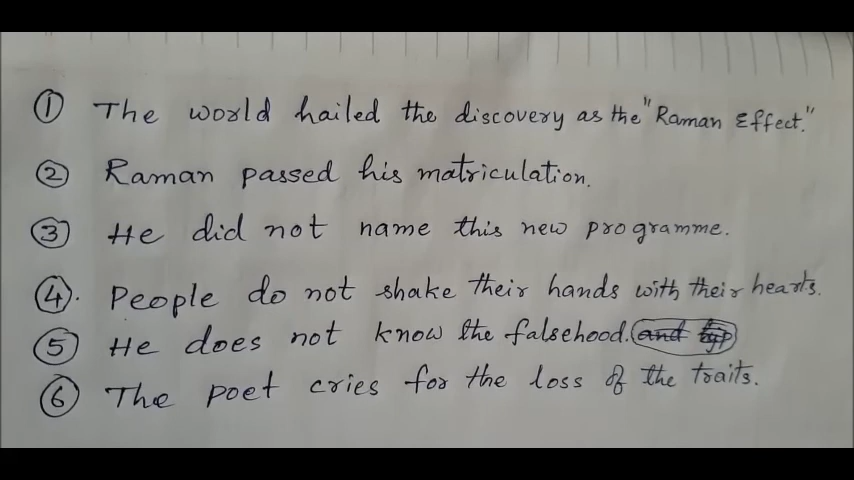 ① The world hailed the discovery as the "Raman Effect."
② Raman passed his matriculation.
③ He did not name this new programme.
④. People do not shake their hands with their hearts.
⑤ He does not know the falsehood. and
⑥ The poet cries for the loss of the traits.